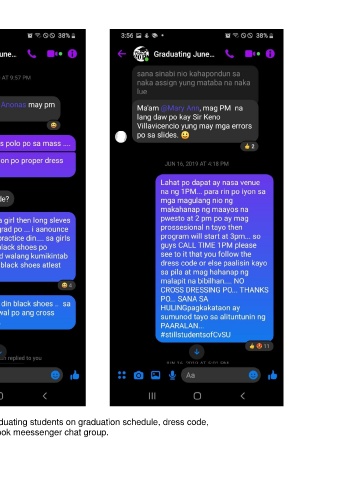 une...
38%
AT 9:57 PM
Anonas may pm
s polo po sa mass ....
on po proper dress
de?
a girl then long sleves
grad po .... i aanounce
practice din.... sa girls
black shoes po
d walang kumikintab
black shoes atlest
4
din black shoes .. sa
wal po ang cross
replied to you
3:56
38%
Graduating June...
sana sinabi nio kahapondun sa
naka assign yung mataba na naka
lue
Ma'am @Mary Ann, mag PM na
lang daw po kay Sir Keno
Villavicencio yung may mga errors
po sa slides.
2
JUN 16, 2019 AT 4:18 PM
Lahat po dapat ay nasa venue
na ng 1PM... para rin po iyon sa
mga magulang nio ng
makahanap ng maayos na
pwesto at 2 pm po ay mag
prossesional n tayo then
program will start at 3pm... so
guys CALL TIME 1PM please
see to it that you follow the
dress code or else paalisin kayo
sa pila at mag hahanap ng
malapit na bibilhan.... NO
CROSS DRESSING PO... THANKS
PO... SANA SA
HULINGpagkakataon ay
sumunod tayo sa alituntunin ng
PAARALAN...
#stillstudentsofCvSU
11
Aa
duating students on graduation schedule, dress code,
ook meessenger chat group.